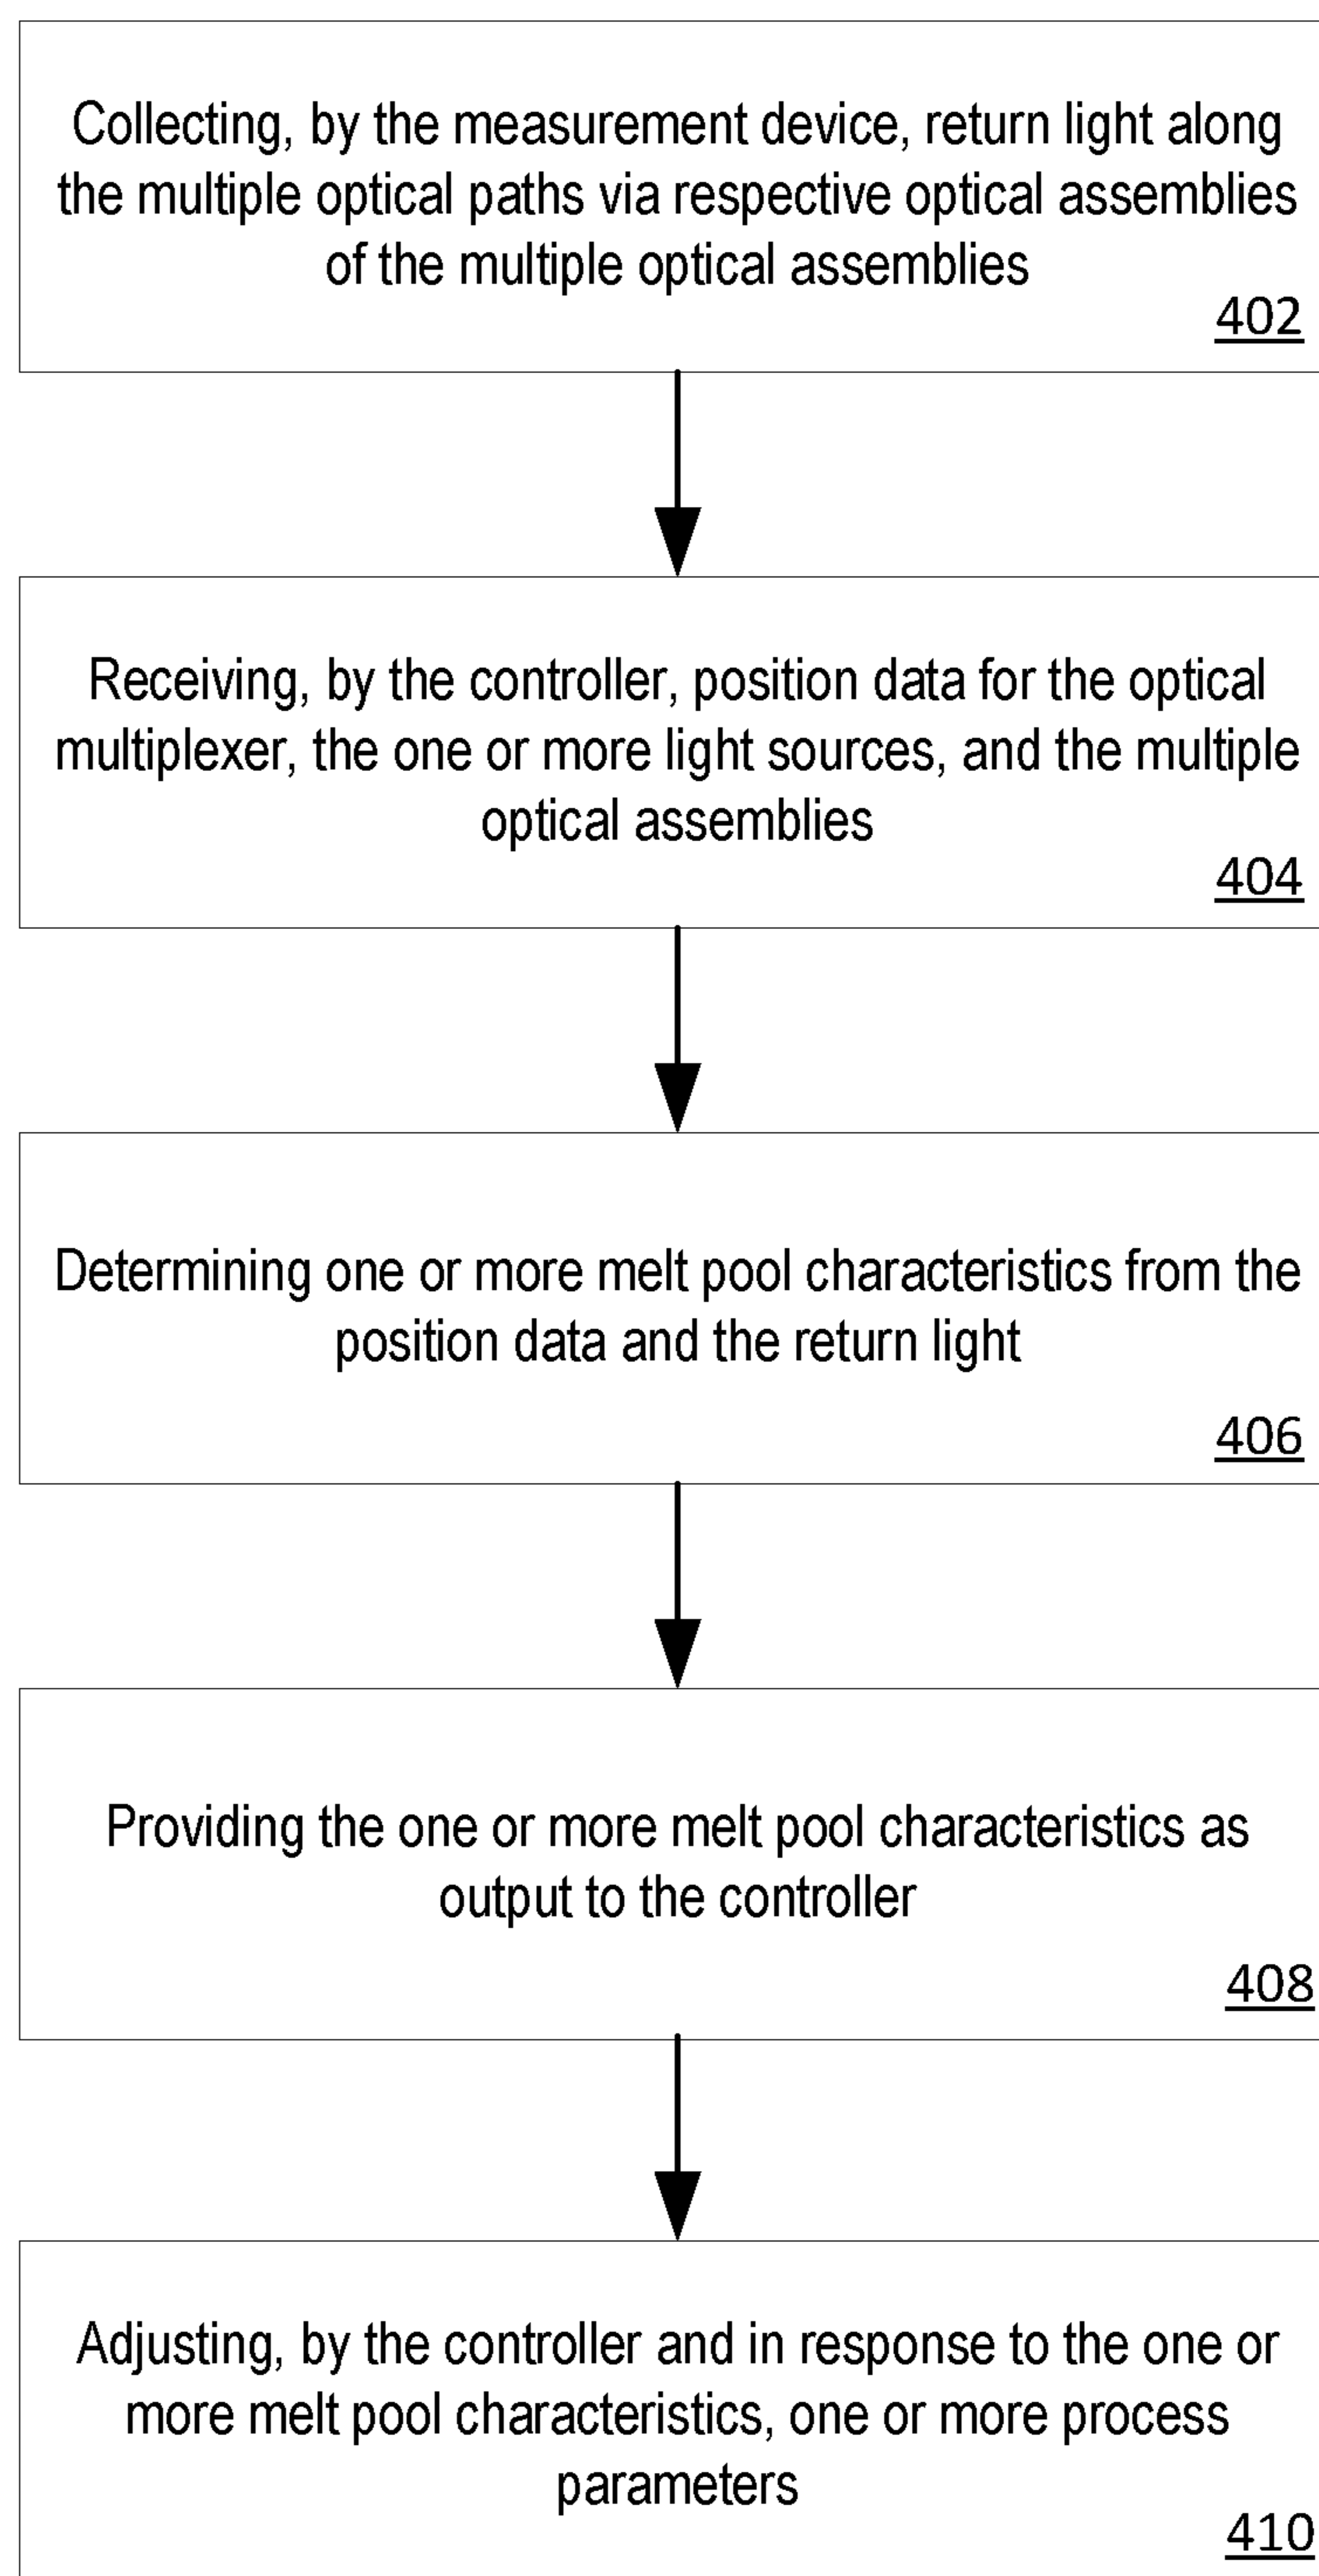 Collecting, by the measurement device, return light along
the multiple optical paths via respective optical assemblies
of the multiple optical assemblies
402
Receiving, by the controller, position data for the optical
multiplexer, the one or more light sources, and the multiple
optical assemblies
404
Determining one or more melt pool characteristics from the
position data and the return light
406
Providing the one or more melt pool characteristics as
output to the controller
408
Adjusting, by the controller and in response to the one or
more melt pool characteristics, one or more process
parameters
410